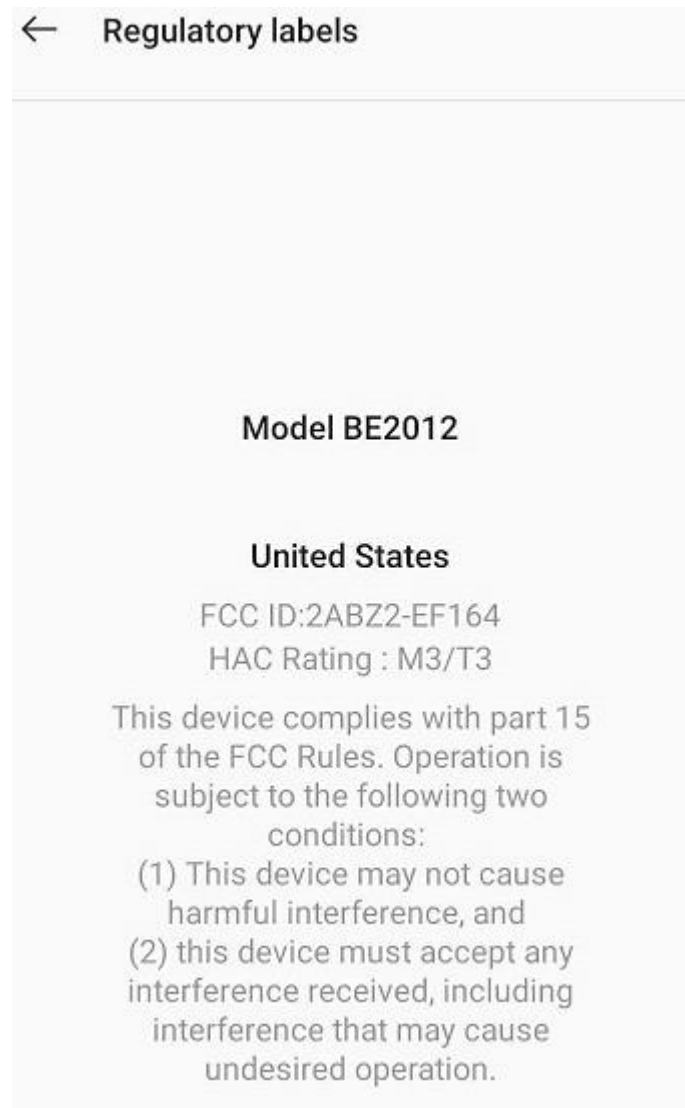 Regulatory labels
Model BE2012
United States
FCC ID:2ABZ2-EF164
HAC Rating : M3/T3
This device complies with part 15
of the FCC Rules. Operation is
subject to the following two
conditions:
(1) This device may not cause
harmful interference, and
(2) this device must accept any
interference received, including
interference that may cause
undesired operation.